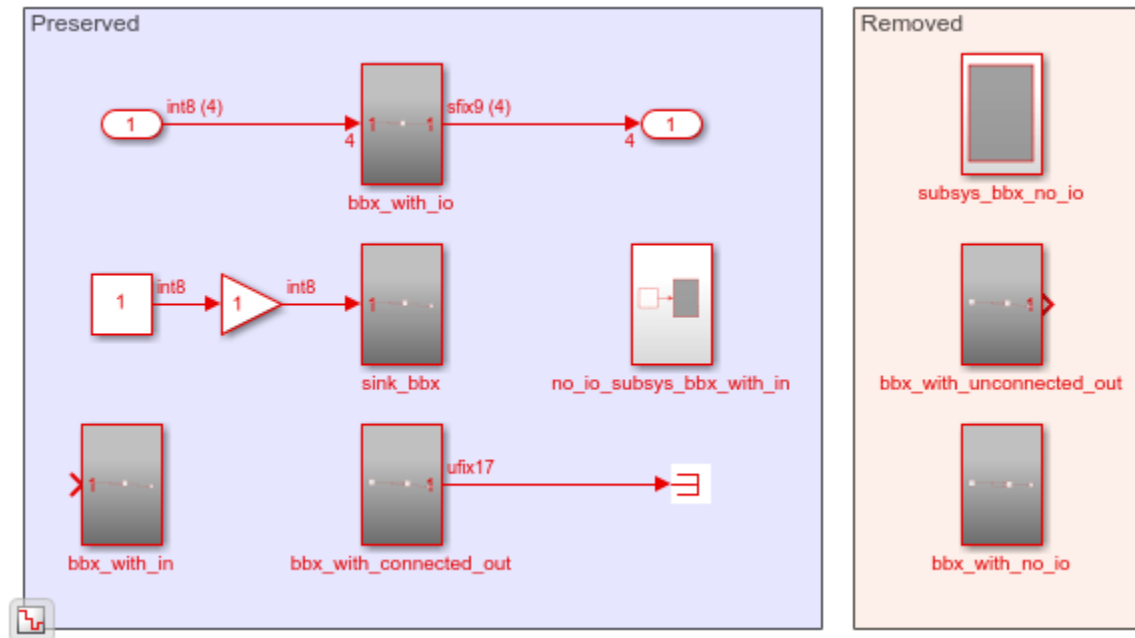 Preserved
Removed
int8 (4)
sfix9 (4)
1
1
1
1
4
4
bbx_with_io
subsys_bbx_no_io
int8
int8
1
1
1
1
sink_bbx
no_io_subsys_bbx_with_in
bbx_with_unconnected_out
ufix17
1
1
bbx_with_in
bbx_with_connected_out
bbx_with_no_io